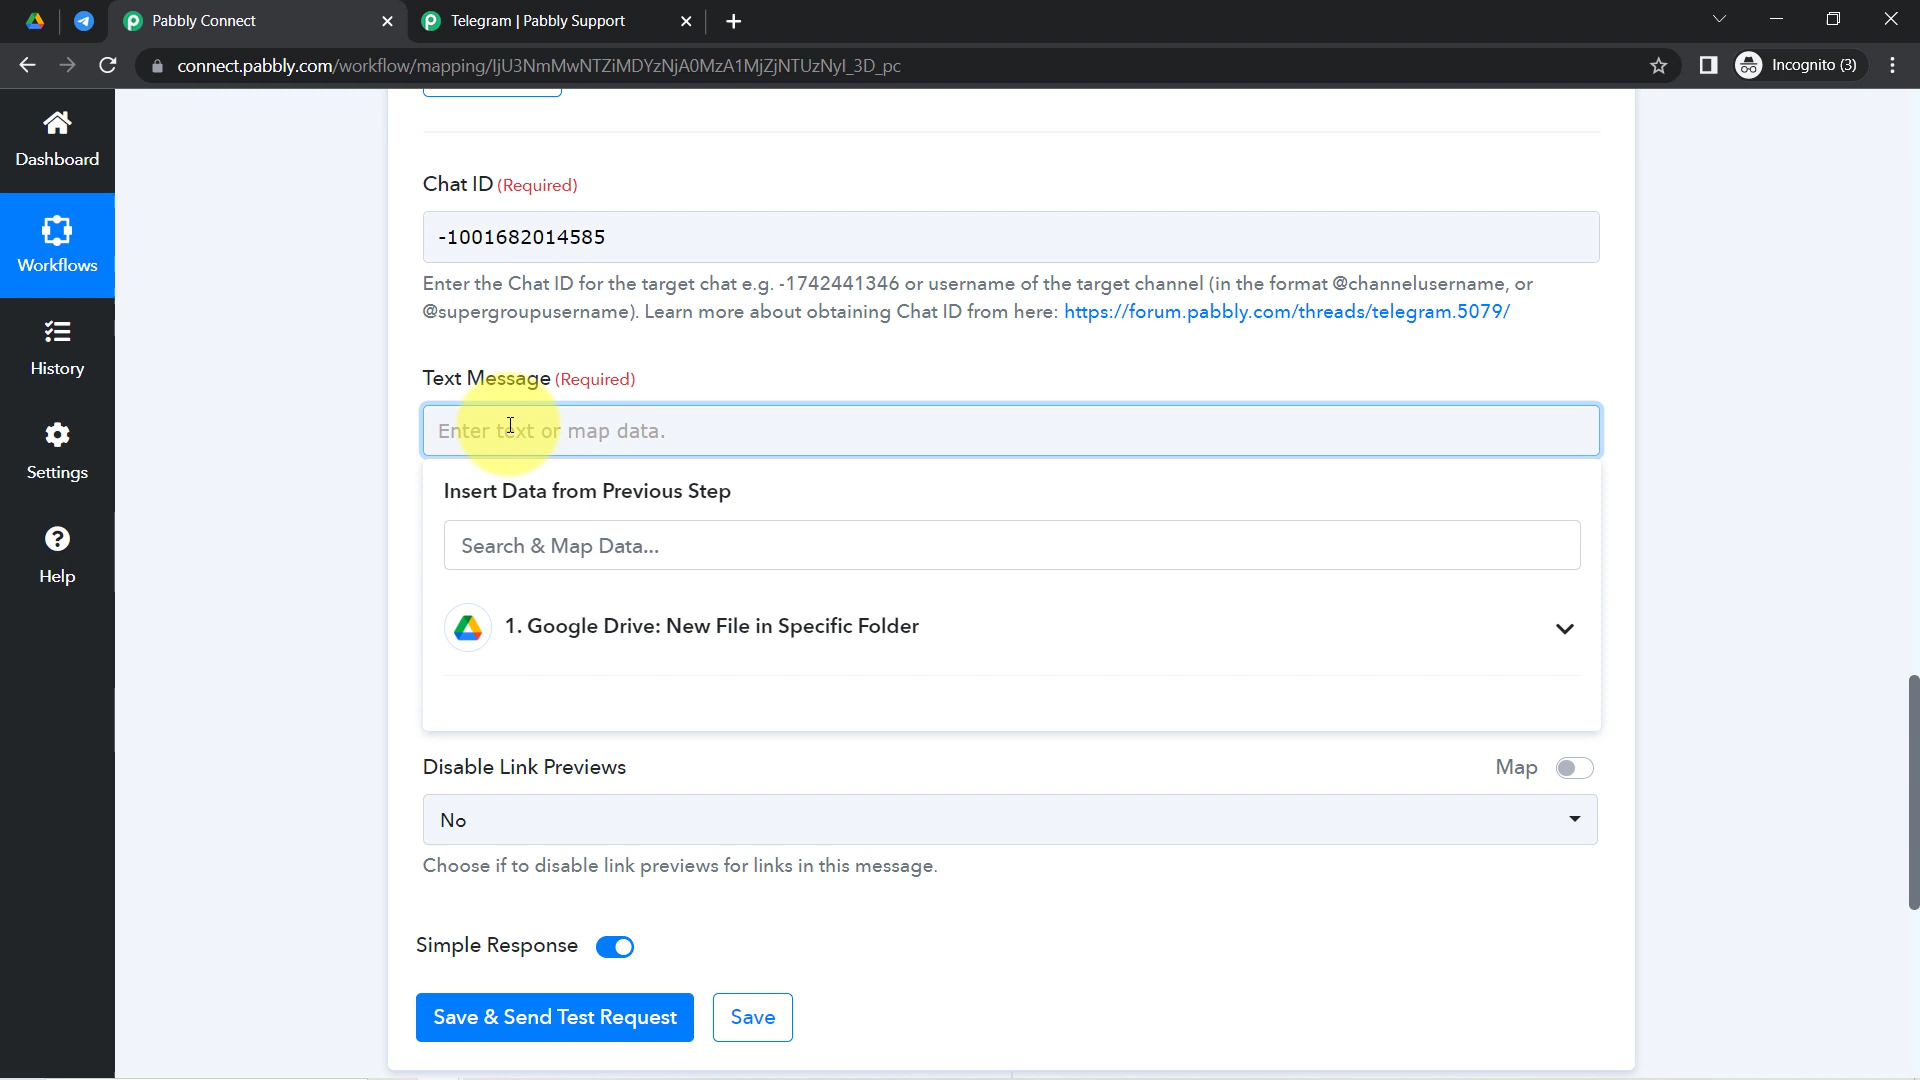 Pabbly Connect
Telegram | Pabbly Support
connect.pabbly.com/workflow/mapping/IjU3NmMwNTZiMDYzNjA0MzA1MjZjNTUzNyI_3D_pc
Incognito (3)
Dashboard
Workflows
History
Settings
Help
Chat ID (Required)
-1001682014585
Enter the Chat ID for the target chat e.g. -1742441346 or username of the target channel (in the format @channelusername, or
@supergroupusername). Learn more about obtaining Chat ID from here: https://forum.pabbly.com/threads/telegram.5079/
Text Message (Required)
Enter text or map data.
Insert Data from Previous Step
Search & Map Data...
1. Google Drive: New File in Specific Folder
Disable Link Previews
Map
No
Choose if to disable link previews for links in this message.
Simple Response
Save & Send Test Request
Save